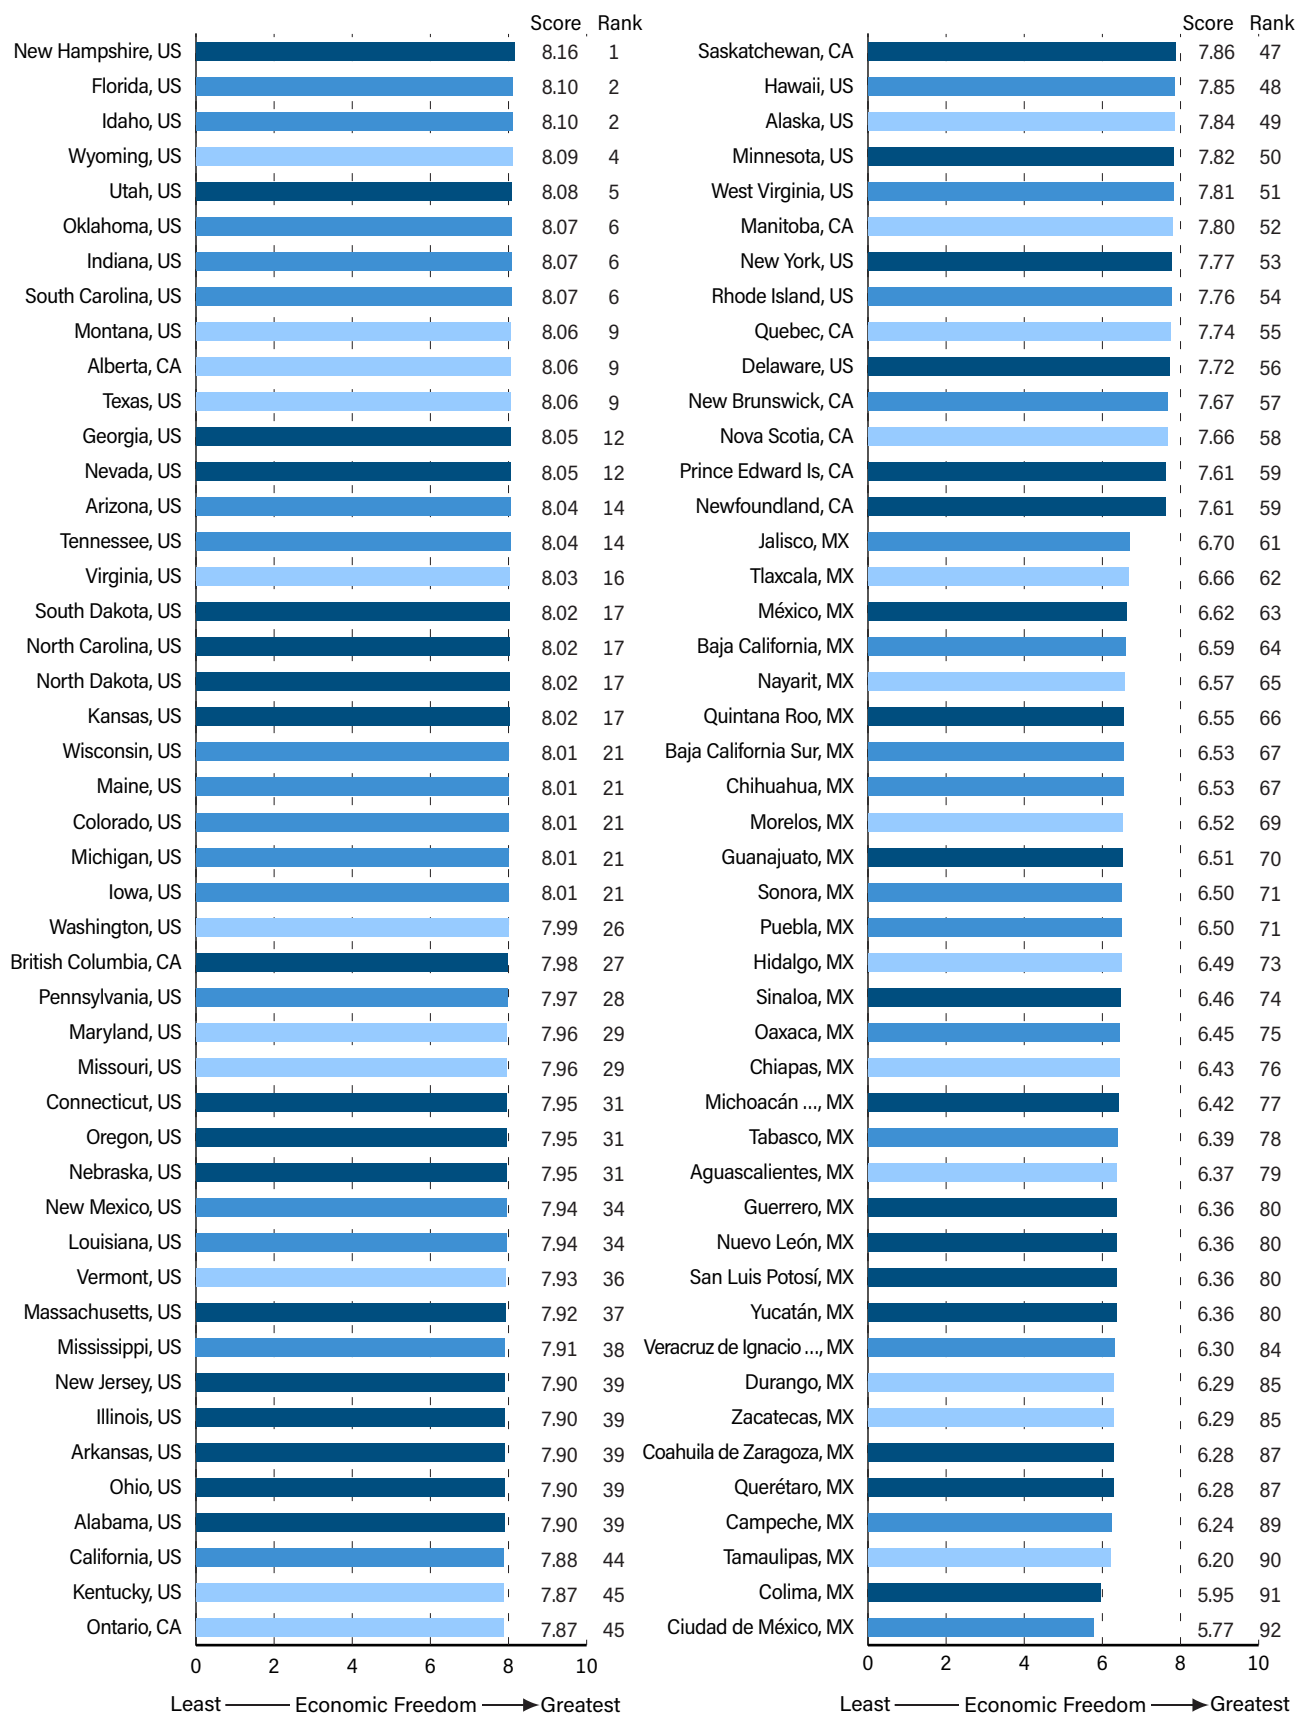 Score Rank
New Hampshire, US 8.16 1
Florida, US 8.10 2
Idaho, US 8.10 2
Wyoming, US 8.09 4
Utah, US 8.08 5
Oklahoma, US 8.07 6
Indiana, US 8.07 6
South Carolina, US 8.07 6
Montana, US 8.06 9
Alberta, CA 8.06 9
Texas, US 8.06 9
Georgia, US 8.05 12
Nevada, US 8.05 12
Arizona, US 8.04 14
Tennessee, US 8.04 14
Virginia, US 8.03 16
South Dakota, US 8.02 17
North Carolina, US 8.02 17
North Dakota, US 8.02 17
Kansas, US 8.02 17
Wisconsin, US 8.01 21
Maine, US 8.01 21
Colorado, US 8.01 21
Michigan, US 8.01 21
Iowa, US 8.01 21
Washington, US 7.99 26
British Columbia, CA 7.98 27
Pennsylvania, US 7.97 28
Maryland, US 7.96 29
Missouri, US 7.96 29
Connecticut, US 7.95 31
Oregon, US 7.95 31
Nebraska, US 7.95 31
New Mexico, US 7.94 34
Louisiana, US 7.94 34
Vermont, US 7.93 36
Massachusetts, US 7.92 37
Mississippi, US 7.91 38
New Jersey, US 7.90 39
Illinois, US 7.90 39
Arkansas, US 7.90 39
Ohio, US 7.90 39
Alabama, US 7.90 39
California, US 7.88 44
Kentucky, US 7.87 45
Ontario, CA 7.87 45
0 2 4 6 8 10
Least Economic Freedom Greatest
Score Rank
Saskatchewan, CA 7.86 47
Hawaii, US 7.85 48
Alaska, US 7.84 49
Minnesota, US 7.82 50
West Virginia, US 7.81 51
Manitoba, CA 7.80 52
New York, US 7.77 53
Rhode Island, US 7.76 54
Quebec, CA 7.74 55
Delaware, US 7.72 56
New Brunswick, CA 7.67 57
Nova Scotia, CA 7.66 58
Prince Edward Is, CA 7.61 59
Newfoundland, CA 7.61 59
Jalisco, MX 6.70 61
Tlaxcala, MX 6.66 62
México, MX 6.62 63
Baja California, MX 6.59 64
Nayarit, MX 6.57 65
Quintana Roo, MX 6.55 66
Baja California Sur, MX 6.53 67
Chihuahua, MX 6.53 67
Morelos, MX 6.52 69
Guanajuato, MX 6.51 70
Sonora, MX 6.50 71
Puebla, MX 6.50 71
Hidalgo, MX 6.49 73
Sinaloa, MX 6.46 74
Oaxaca, MX 6.45 75
Chiapas, MX 6.43 76
Michoacán ..., MX 6.42 77
Tabasco, MX 6.39 78
Aguascalientes, MX 6.37 79
Guerrero, MX 6.36 80
Nuevo León, MX 6.36 80
San Luis Potosí, MX 6.36 80
Yucatán, MX 6.36 80
Veracruz de Ignacio ..., MX 6.30 84
Durango, MX 6.29 85
Zacatecas, MX 6.29 85
Coahuila de Zaragoza, MX 6.28 87
Querétaro, MX 6.28 87
Campeche, MX 6.24 89
Tamaulipas, MX 6.20 90
Colima, MX 5.95 91
Ciudad de México, MX 5.77 92
0 2 4 6 8 10
Least Economic Freedom Greatest